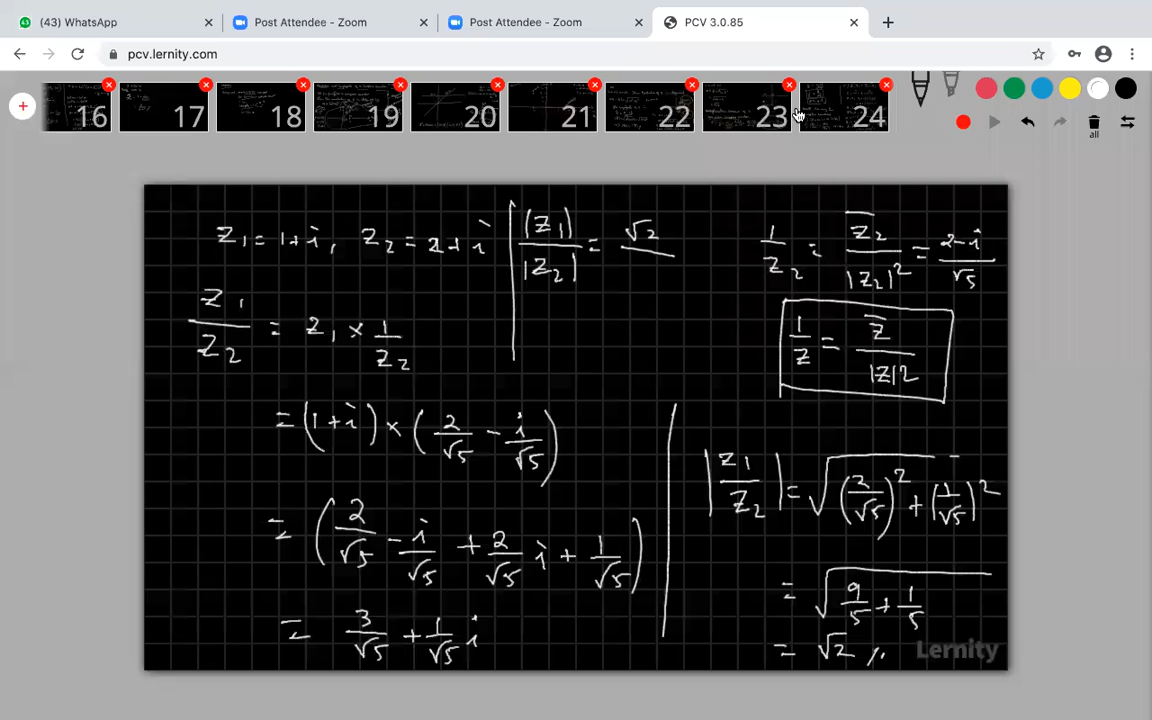 (43) WhatsApp
Post Attendee - Zoom
Post Attendee - Zoom
PCV 3.0.85
pcv.lernity.com
16 17 18 19 20 21 22 23 24
all
Z₁ = 1+i, Z₂ = 2+i
|Z₁| / |Z₂| = √2
Z₁/Z₂ = Z₁ × 1/Z₂
= (1+i) × (2/√5 - i/√5)
= (2/√5 - i/√5 + 2/√5 i + 1/√5)
= 3/√5 + 1/√5 i
1/Z₂ = Z̅₂/|Z₂|² = 2-i/√5
1/Z = Z̅/|Z|²
|Z₁/Z₂| = √((3/√5)² + (1/√5)²)
= √(9/5 + 1/5)
= √2 //.
Lernity